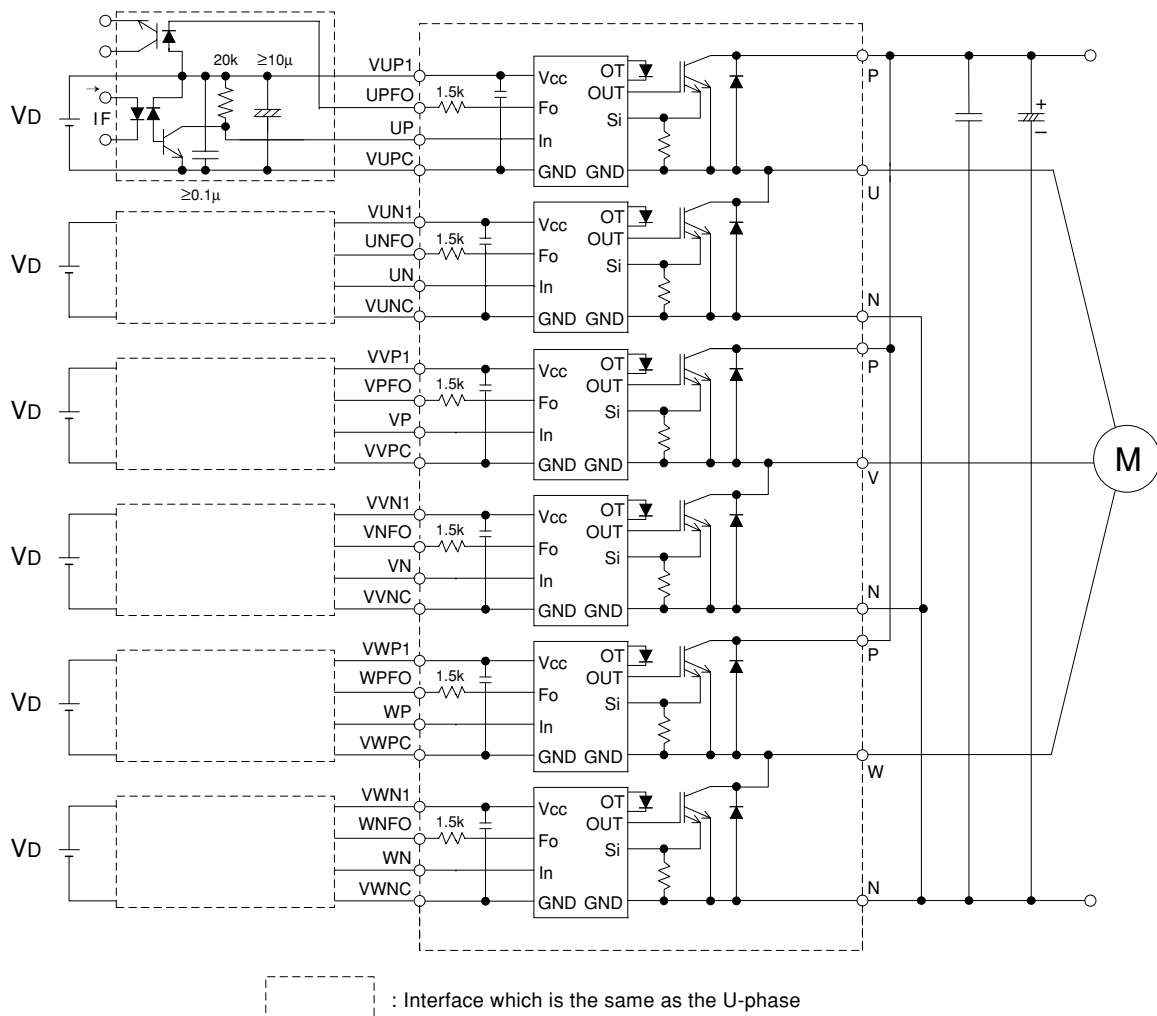 20k
≥10μ
VD
IF
≥0.1μ
VUP1
UPFO
UP
VUPC
1.5k
Vcc
Fo
In
GND
GND
OT
OUT
Si
P
U
+
−
VD
VUN1
UNFO
UN
VUNC
1.5k
Vcc
Fo
In
GND
GND
OT
OUT
Si
N
VD
VVP1
VPFO
VP
VVPC
1.5k
Vcc
Fo
In
GND
GND
OT
OUT
Si
P
V
M
VD
VVN1
VNFO
VN
VVNC
1.5k
Vcc
Fo
In
GND
GND
OT
OUT
Si
N
VD
VWP1
WPFO
WP
VWPC
1.5k
Vcc
Fo
In
GND
GND
OT
OUT
Si
P
W
VD
VWN1
WNFO
WN
VWNC
1.5k
Vcc
Fo
In
GND
GND
OT
OUT
Si
N
: Interface which is the same as the U-phase